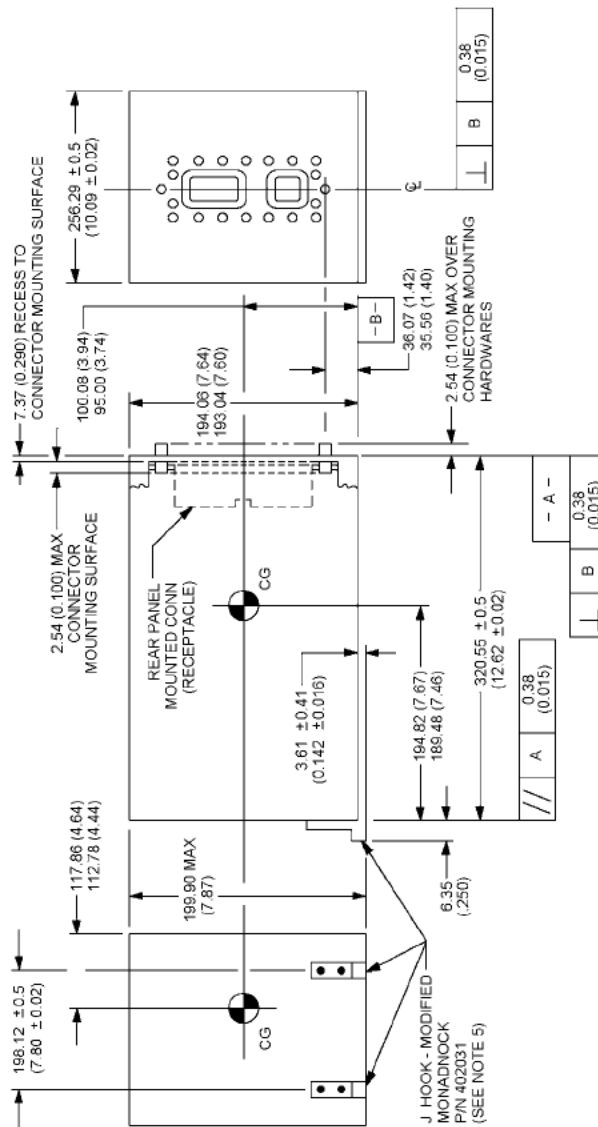 7.37 (0.290) RECESS TO
CONNECTOR MOUNTING SURFACE
256.29 ±0.5
(10.09 ± 0.02)
100.08 (3.94)
95.00 (3.74)
194.06 (7.64)
193.04 (7.60)
-B-
36.07 (1.42)
35.56 (1.40)
2.54 (0.100) MAX OVER
CONNECTOR MOUNTING
HARDWARES
℄
⊥ B 0.38
(0.015)
2.54 (0.100) MAX
CONNECTOR
MOUNTING SURFACE
REAR PANEL
MOUNTED CONN
(RECEPTACLE)
CG
3.61 ±0.41
(0.142 ±0.016)
194.82 (7.67)
189.48 (7.46)
320.55 ±0.5
(12.62 ±0.02)
- A -
⊥ B 0.38
(0.015)
// A 0.38
(0.015)
117.86 (4.64)
112.78 (4.44)
199.90 MAX
(7.87)
6.35
(.250)
198.12 ±0.5
(7.80 ± 0.02)
CG
J HOOK - MODIFIED
MONADNOCK
P/N 402031
(SEE NOTE 5)